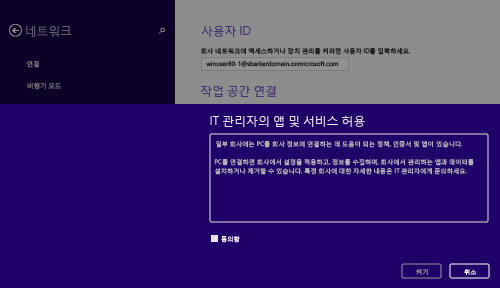 네트워크
연결
비행기 모드
사용자 ID
회사 네트워크에 액세스하거나 장치 관리를 켜려면 사용자 ID를 입력하세요.
winuser80-1@sbarkerdomain.onmicrosoft.com
작업 공간 연결
IT 관리자의 앱 및 서비스 허용
일부 회사에는 PC를 회사 정보에 연결하는 데 도움이 되는 정책, 인증서 및 앱이 있습니다.
PC를 연결하면 회사에서 설정을 적용하고, 정보를 수집하며, 회사에서 관리하는 앱과 데이터를
설치하거나 제거할 수 있습니다. 특정 회사에 대한 자세한 내용은 IT 관리자에게 문의하세요.
동의함
켜기
취소